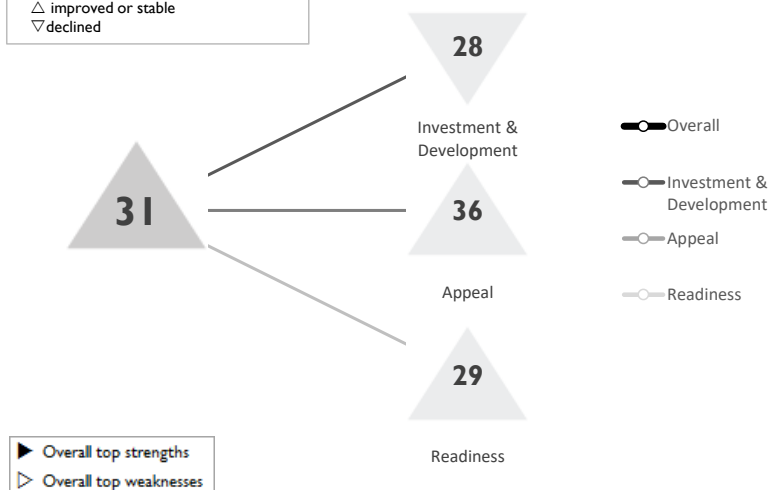 △ improved or stable
▽ declined
28
Investment &
Development
31
36
Appeal
29
Readiness
Overall
Investment &
Development
Appeal
Readiness
▶ Overall top strengths
▷ Overall top weaknesses